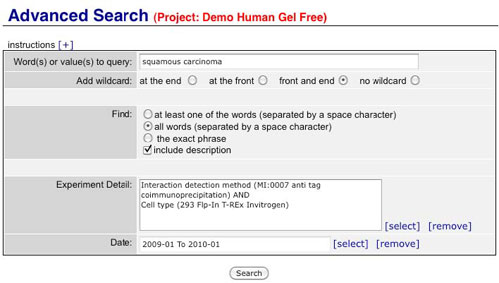 Advanced Search (Project: Demo Human Gel Free)
instructions [+]
Word(s) or value(s) to query: squamous carcinoma
Add wildcard: at the end at the front front and end no wildcard
Find: at least one of the words (separated by a space character)
all words (separated by a space character)
the exact phrase
include description
Experiment Detail: Interaction detection method (MI:0007 anti tag
coimmunoprecipitation) AND
Cell type (293 Flp-In T-REx Invitrogen)
[select] [remove]
Date: 2009-01 To 2010-01 [select] [remove]
Search